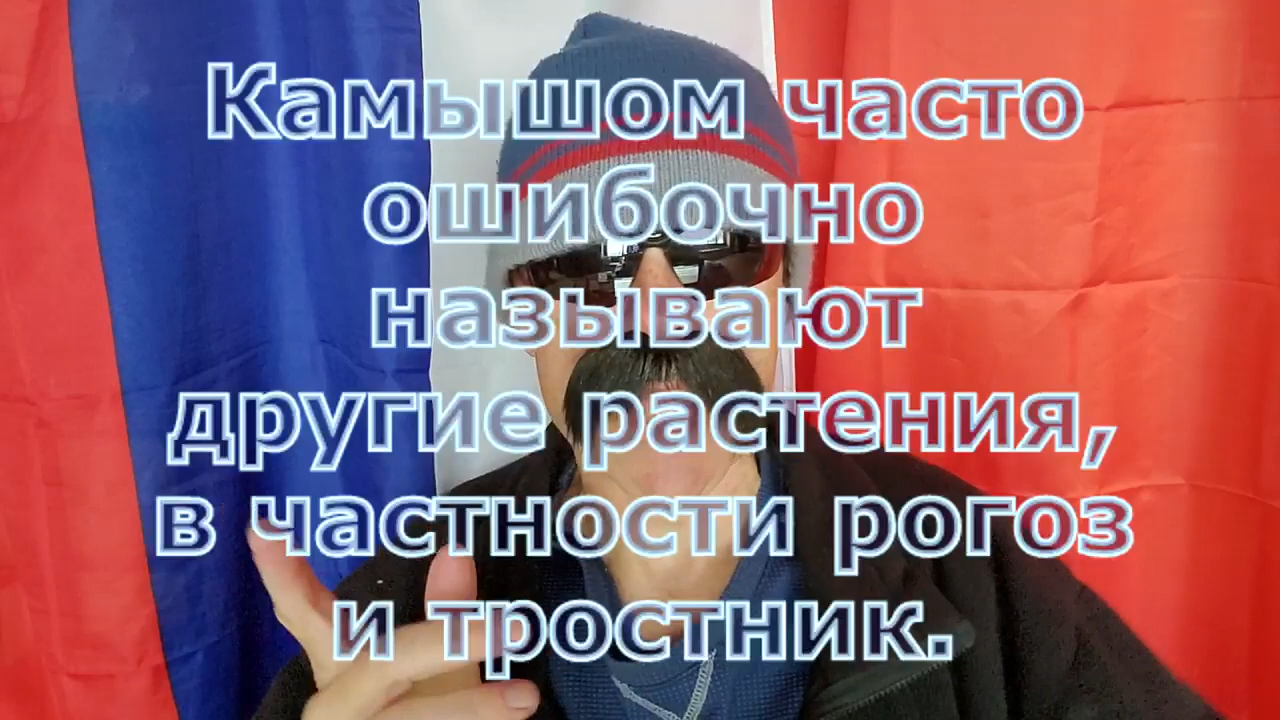 Камышом часто
ошибочно
называют
другие растения,
в частности рогоз
и тростник.